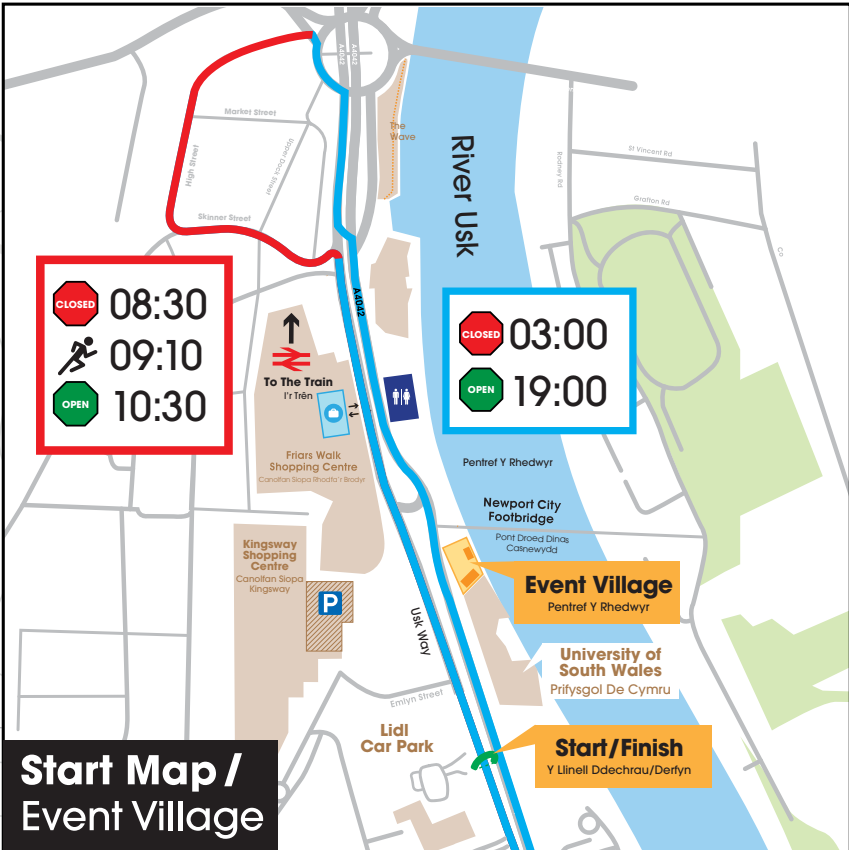 A4042
A4042
Market Street
The
Wave
High Street
Upper Dock Street
Skinner Street
River Usk
Rodney Rd
St Vincent Rd
Grafton Rd
A4042
CLOSED 08:30
09:10
OPEN 10:30
CLOSED 03:00
OPEN 19:00
To The Train
I'r Trên
Friars Walk
Shopping Centre
Canolfan Siopa Rhodfa'r Brodyr
Pentref Y Rhedwyr
Newport City
Footbridge
Pont Droed Dinas
Casnewydd
Kingsway
Shopping
Centre
Canolfan Siopa
Kingsway
P
Event Village
Pentref Y Rhedwyr
Usk Way
University of
South Wales
Prifysgol De Cymru
Emlyn Street
Lidl
Car Park
Start/Finish
Y Llinell Ddechrau/Derfyn
Start Map /
Event Village